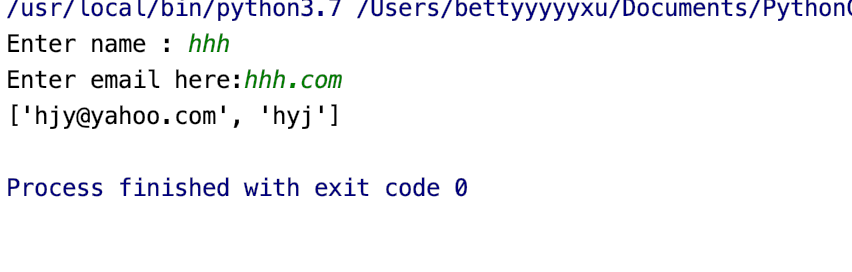 /usr/local/bin/python3.7 /Users/bettyyyyyxu/Documents/Python
Enter name : hhh
Enter email here:hhh.com
['hjy@yahoo.com', 'hyj']
Process finished with exit code 0